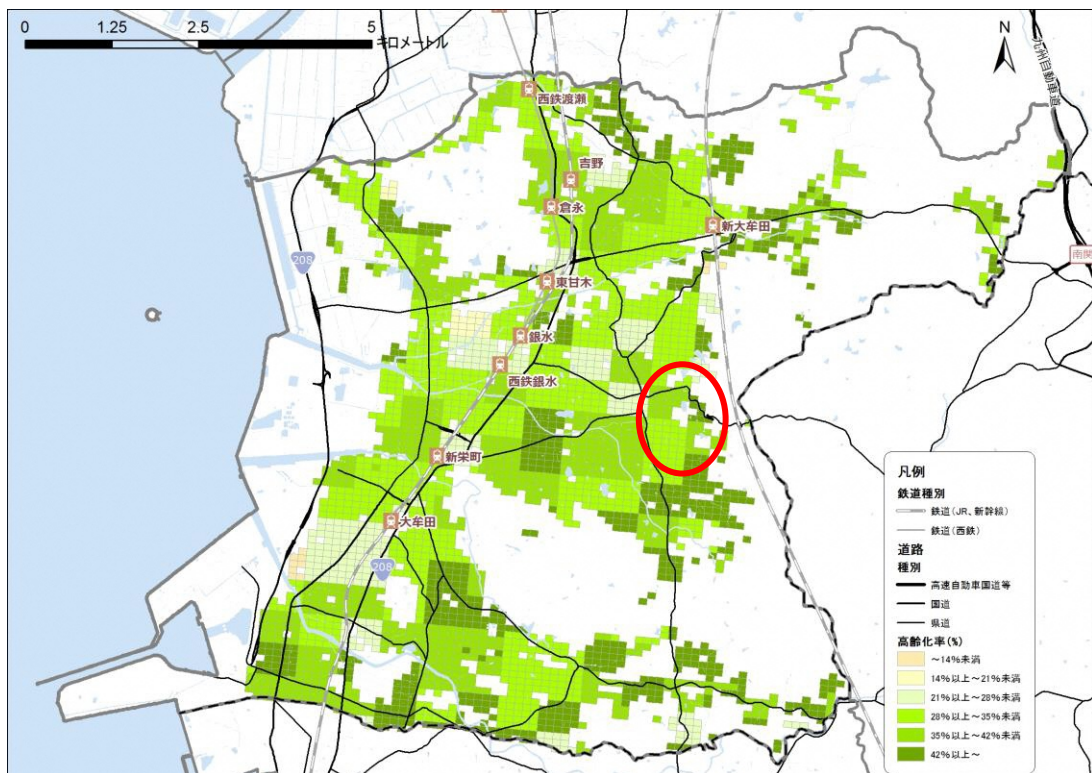 0 1.25 2.5 5
キロメートル
N
九州自動車道
西鉄渡瀬
吉野
倉永
新大牟田
南関
208
東甘木
銀水
西鉄銀水
新栄町
大牟田
208
凡例
鉄道種別
鉄道(JR、新幹線)
鉄道(西鉄)
道路
種別
高速自動車国道等
国道
県道
高齢化率(%)
～14％未満
14％以上～21％未満
21％以上～28％未満
28％以上～35％未満
35％以上～42％未満
42％以上～